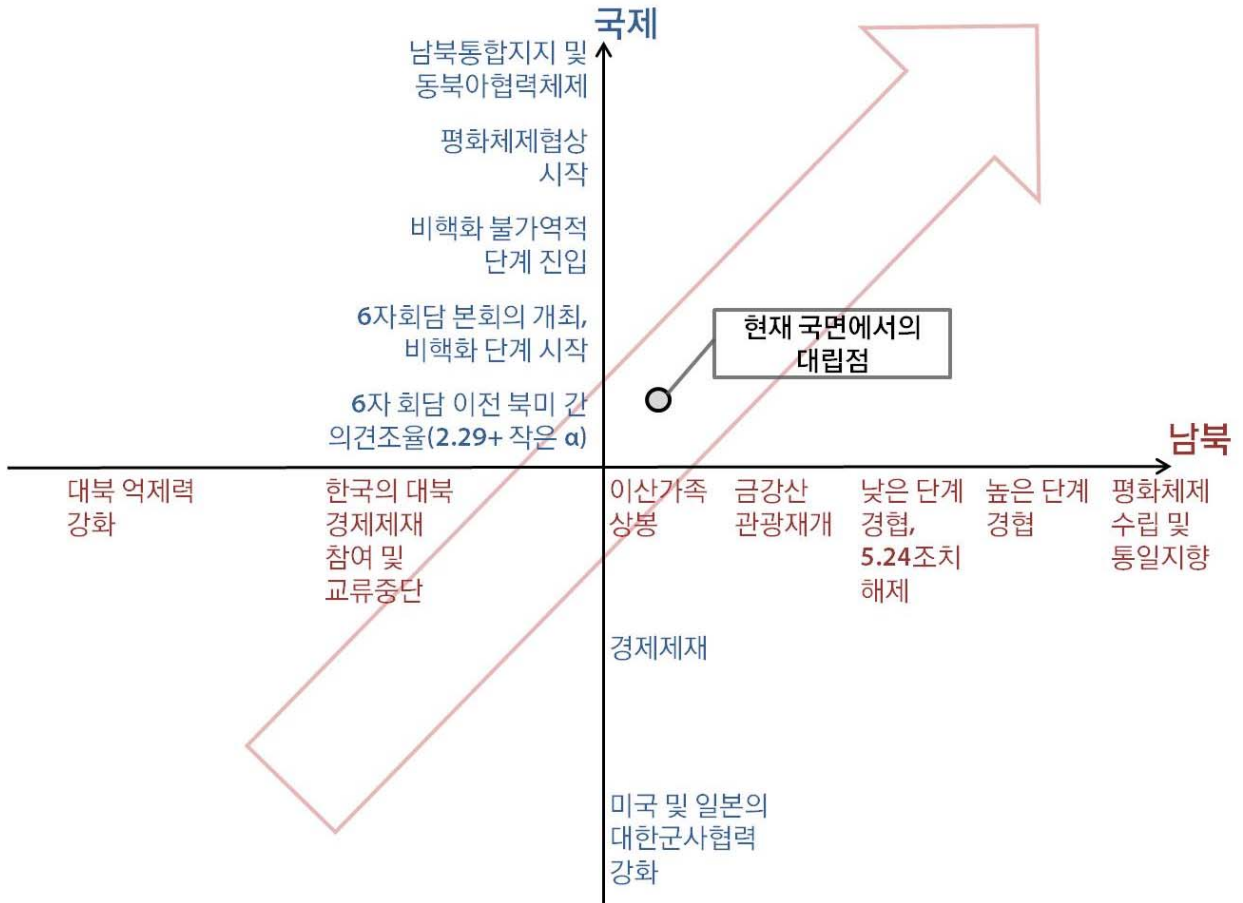 국제
남북통합지지 및
동북아협력체제
평화체제협상
시작
비핵화 불가역적
단계 진입
6자회담 본회의 개최,
비핵화 단계 시작
현재 국면에서의
대립점
6자 회담 이전 북미 간
의견조율(2.29+ 작은 α)
남북
대북 억제력
강화
한국의 대북
경제제재
참여 및
교류중단
이산가족
상봉
금강산
관광재개
낮은 단계
경협,
5.24조치
해제
높은 단계
경협
평화체제
수립 및
통일지향
경제제재
미국 및 일본의
대한군사협력
강화